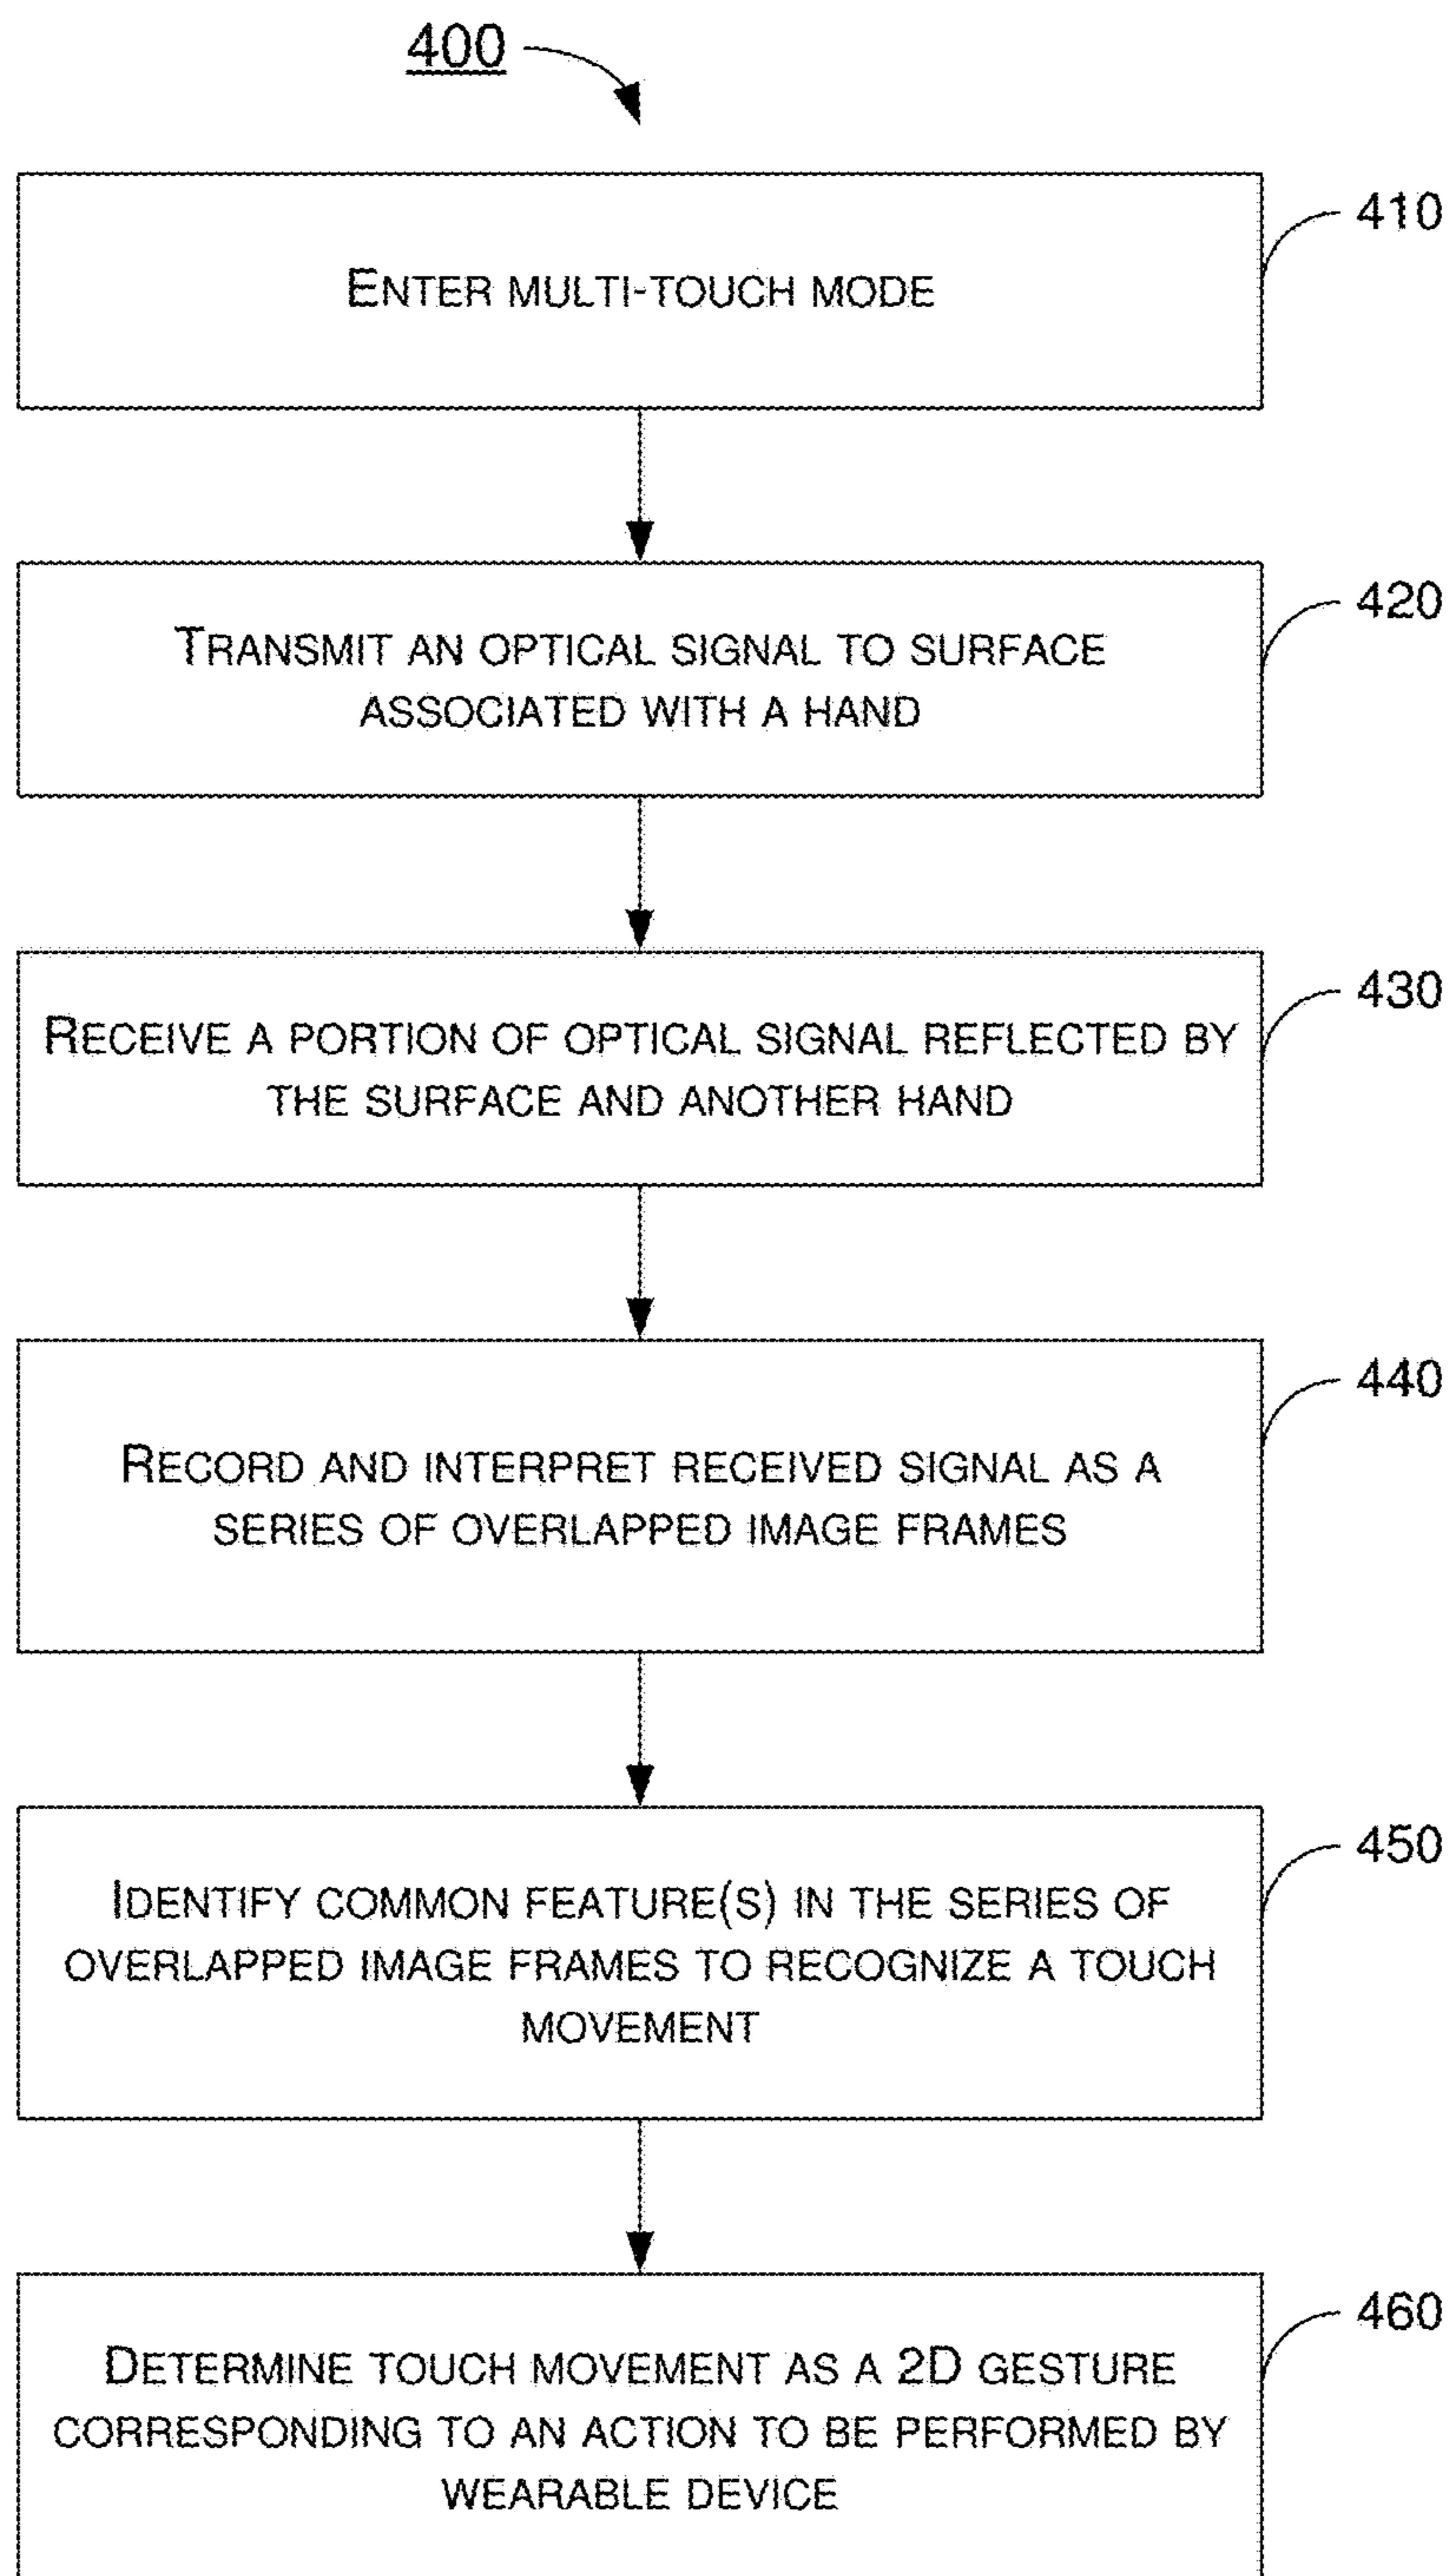 400
410
ENTER MULTI-TOUCH MODE
420
TRANSMIT AN OPTICAL SIGNAL TO SURFACE
ASSOCIATED WITH A HAND
430
RECEIVE A PORTION OF OPTICAL SIGNAL REFLECTED BY
THE SURFACE AND ANOTHER HAND
440
RECORD AND INTERPRET RECEIVED SIGNAL AS A
SERIES OF OVERLAPPED IMAGE FRAMES
450
IDENTIFY COMMON FEATURE(S) IN THE SERIES OF
OVERLAPPED IMAGE FRAMES TO RECOGNIZE A TOUCH
MOVEMENT
460
DETERMINE TOUCH MOVEMENT AS A 2D GESTURE
CORRESPONDING TO AN ACTION TO BE PERFORMED BY
WEARABLE DEVICE